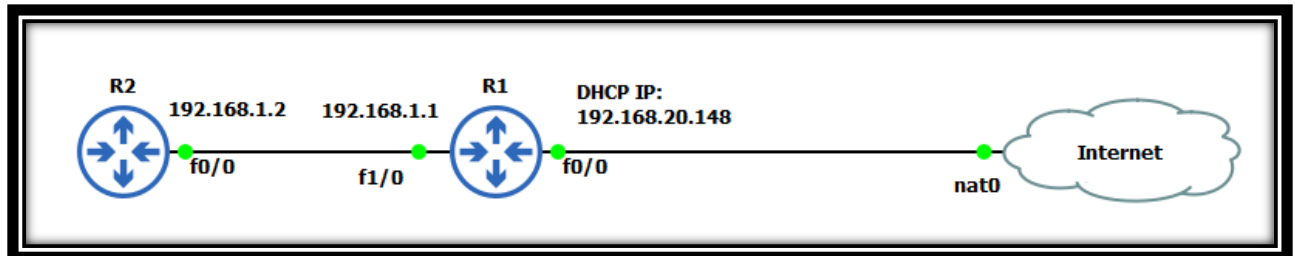 R2
192.168.1.2
f0/0
192.168.1.1
f1/0
R1
DHCP IP:
192.168.20.148
f0/0
nat0
Internet